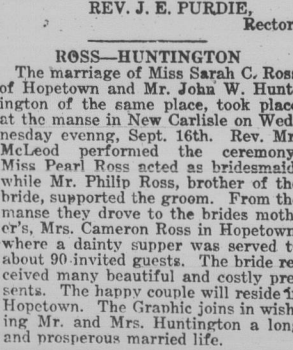 REV. J. E. PURDIE,
Rector
ROSS—HUNTINGTON
The marriage of Miss Sarah C. Ross
of Hopetown and Mr. John W. Hunt-
ington of the same place, took place
at the manse in New Carlisle on Wed-
nesday evenng, Sept. 16th. Rev. Mr
McLeod performed the ceremony
Miss Pearl Ross acted as bridesmaid
while Mr. Philip Ross, brother of the
bride, supported the groom. From the
manse they drove to the brides moth-
er's, Mrs. Cameron Ross in Hopetown
where a dainty supper was served t
about 90 invited guests. The bride re
ceived many beautiful and costly pre
sents. The happy couple will reside i
Hopetown. The Graphic joins in wish
ing Mr. and Mrs. Huntington a lon
and prosperous married life.